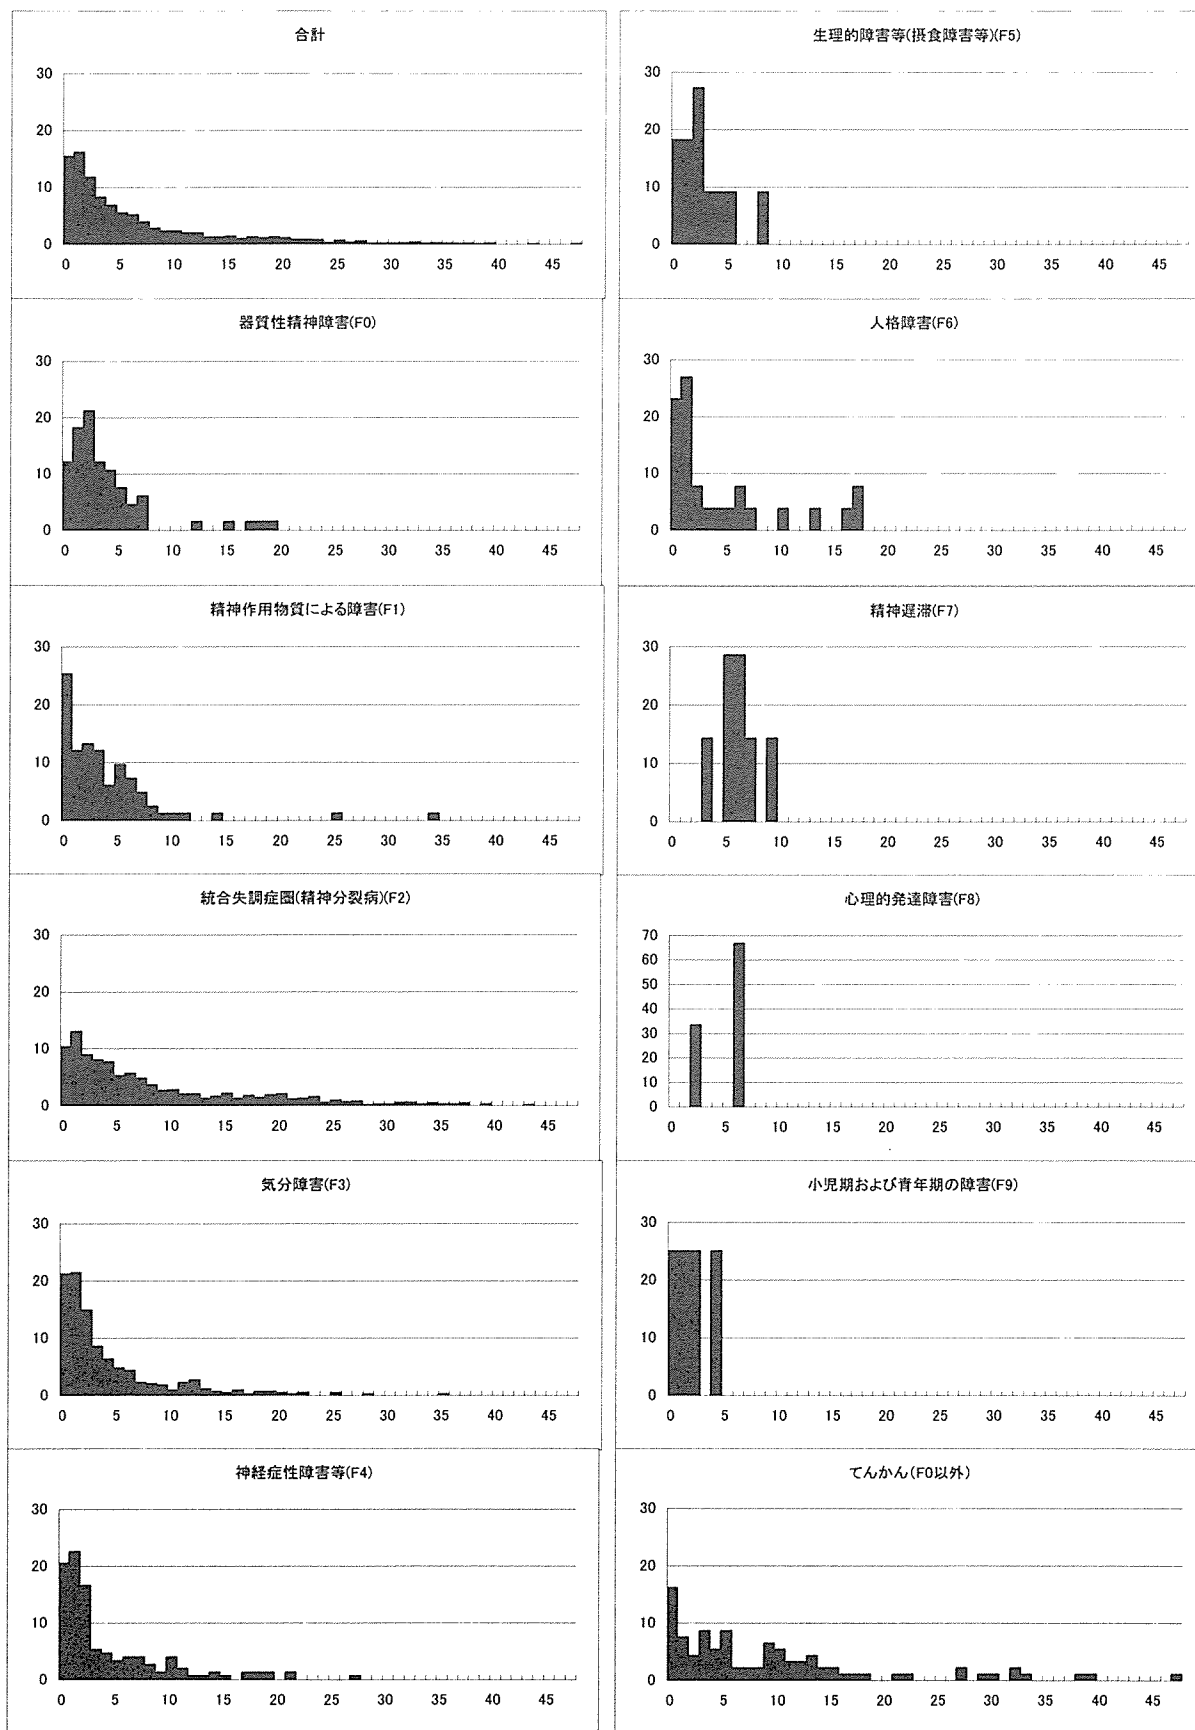 合計
30
20
10
0
0 5 10 15 20 25 30 35 40 45
器質性精神障害(F0)
30
20
10
0
0 5 10 15 20 25 30 35 40 45
精神作用物質による障害(F1)
30
20
10
0
0 5 10 15 20 25 30 35 40 45
統合失調症圏(精神分裂病)(F2)
30
20
10
0
0 5 10 15 20 25 30 35 40 45
気分障害(F3)
30
20
10
0
0 5 10 15 20 25 30 35 40 45
神経症性障害等(F4)
30
20
10
0
0 5 10 15 20 25 30 35 40 45
生理的障害等(摂食障害等)(F5)
30
20
10
0
0 5 10 15 20 25 30 35 40 45
人格障害(F6)
30
20
10
0
0 5 10 15 20 25 30 35 40 45
精神遅滞(F7)
30
20
10
0
0 5 10 15 20 25 30 35 40 45
心理的発達障害(F8)
70
60
50
40
30
20
10
0
0 5 10 15 20 25 30 35 40 45
小児期および青年期の障害(F9)
30
20
10
0
0 5 10 15 20 25 30 35 40 45
てんかん(F0以外)
30
20
10
0
0 5 10 15 20 25 30 35 40 45